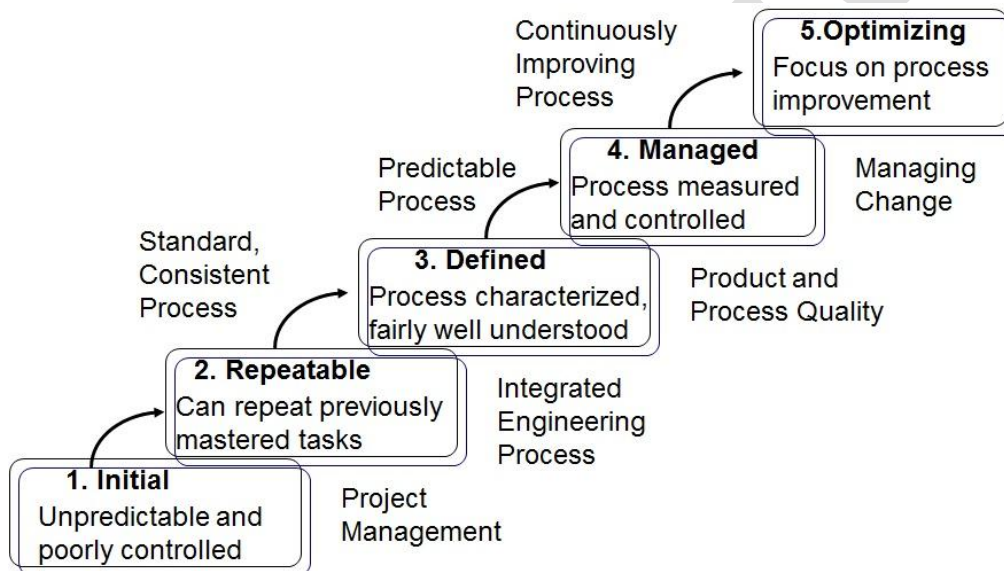 5.Optimizing
Focus on process
improvement
Continuously
Improving
Process
4. Managed
Process measured
and controlled
Managing
Change
Predictable
Process
3. Defined
Process characterized,
fairly well understood
Product and
Process Quality
Standard,
Consistent
Process
2. Repeatable
Can repeat previously
mastered tasks
Integrated
Engineering
Process
1. Initial
Unpredictable and
poorly controlled
Project
Management